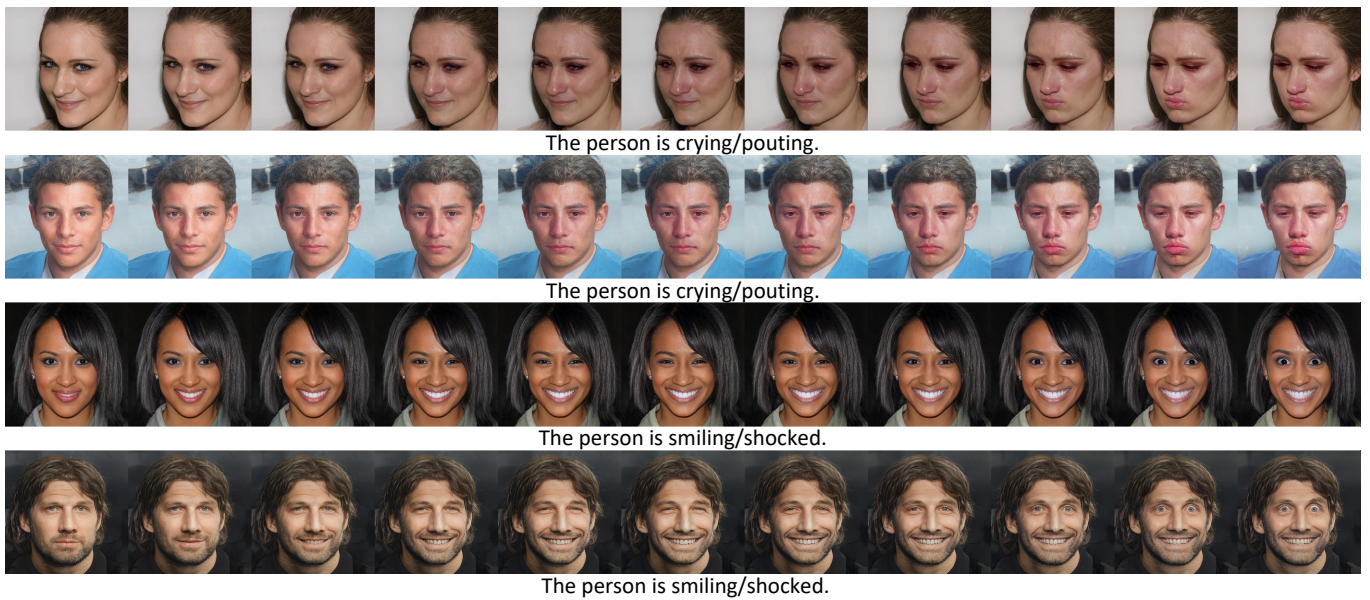 The person is crying/pouting.
The person is crying/pouting.
The person is smiling/shocked.
The person is smiling/shocked.